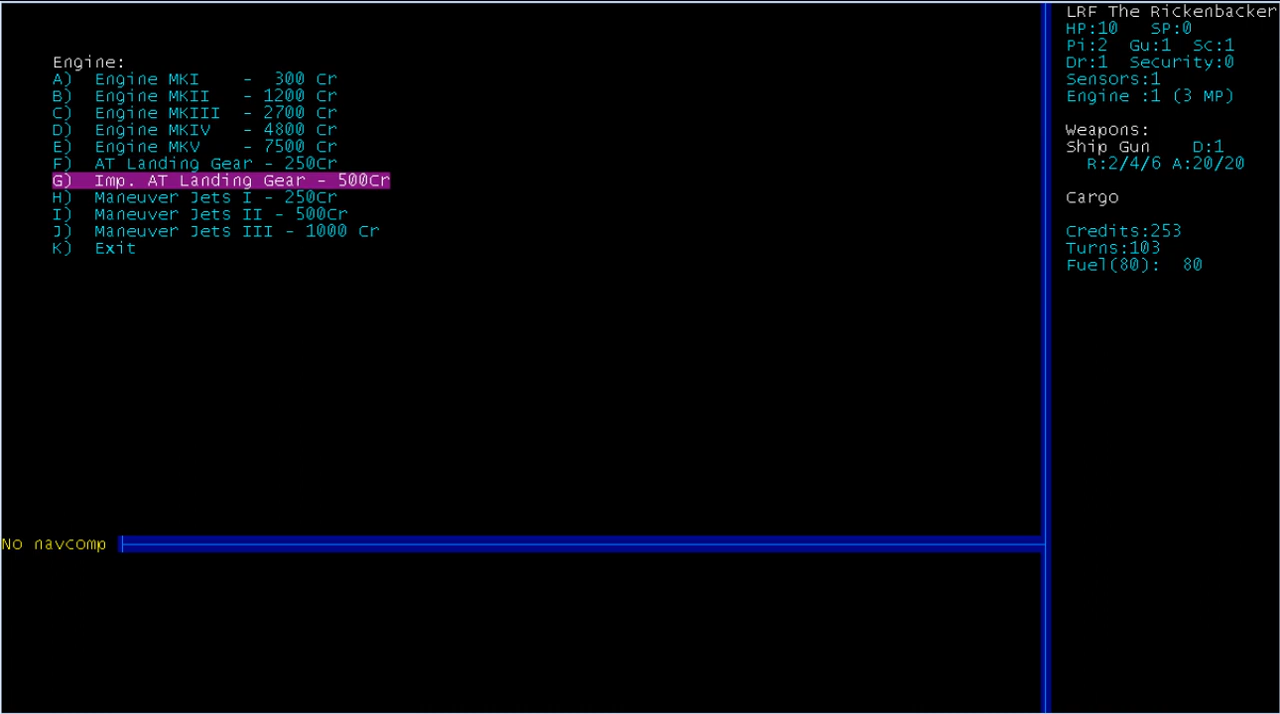 Engine:
A) Engine MKI - 300 Cr
B) Engine MKII - 1200 Cr
C) Engine MKIII - 2700 Cr
D) Engine MKIV - 4800 Cr
E) Engine MKV - 7500 Cr
F) AT Landing Gear - 250Cr
G) Imp. AT Landing Gear - 500Cr
H) Maneuver Jets I - 250Cr
I) Maneuver Jets II - 500Cr
J) Maneuver Jets III - 1000 Cr
K) Exit
No navcomp
LRF The Rickenbacker
HP:10 SP:0
Pi:2 Gu:1 Sc:1
Dr:1 Security:0
Sensors:1
Engine :1 (3 MP)
Weapons:
Ship Gun D:1
R:2/4/6 A:20/20
Cargo
Credits:253
Turns:103
Fuel(80): 80